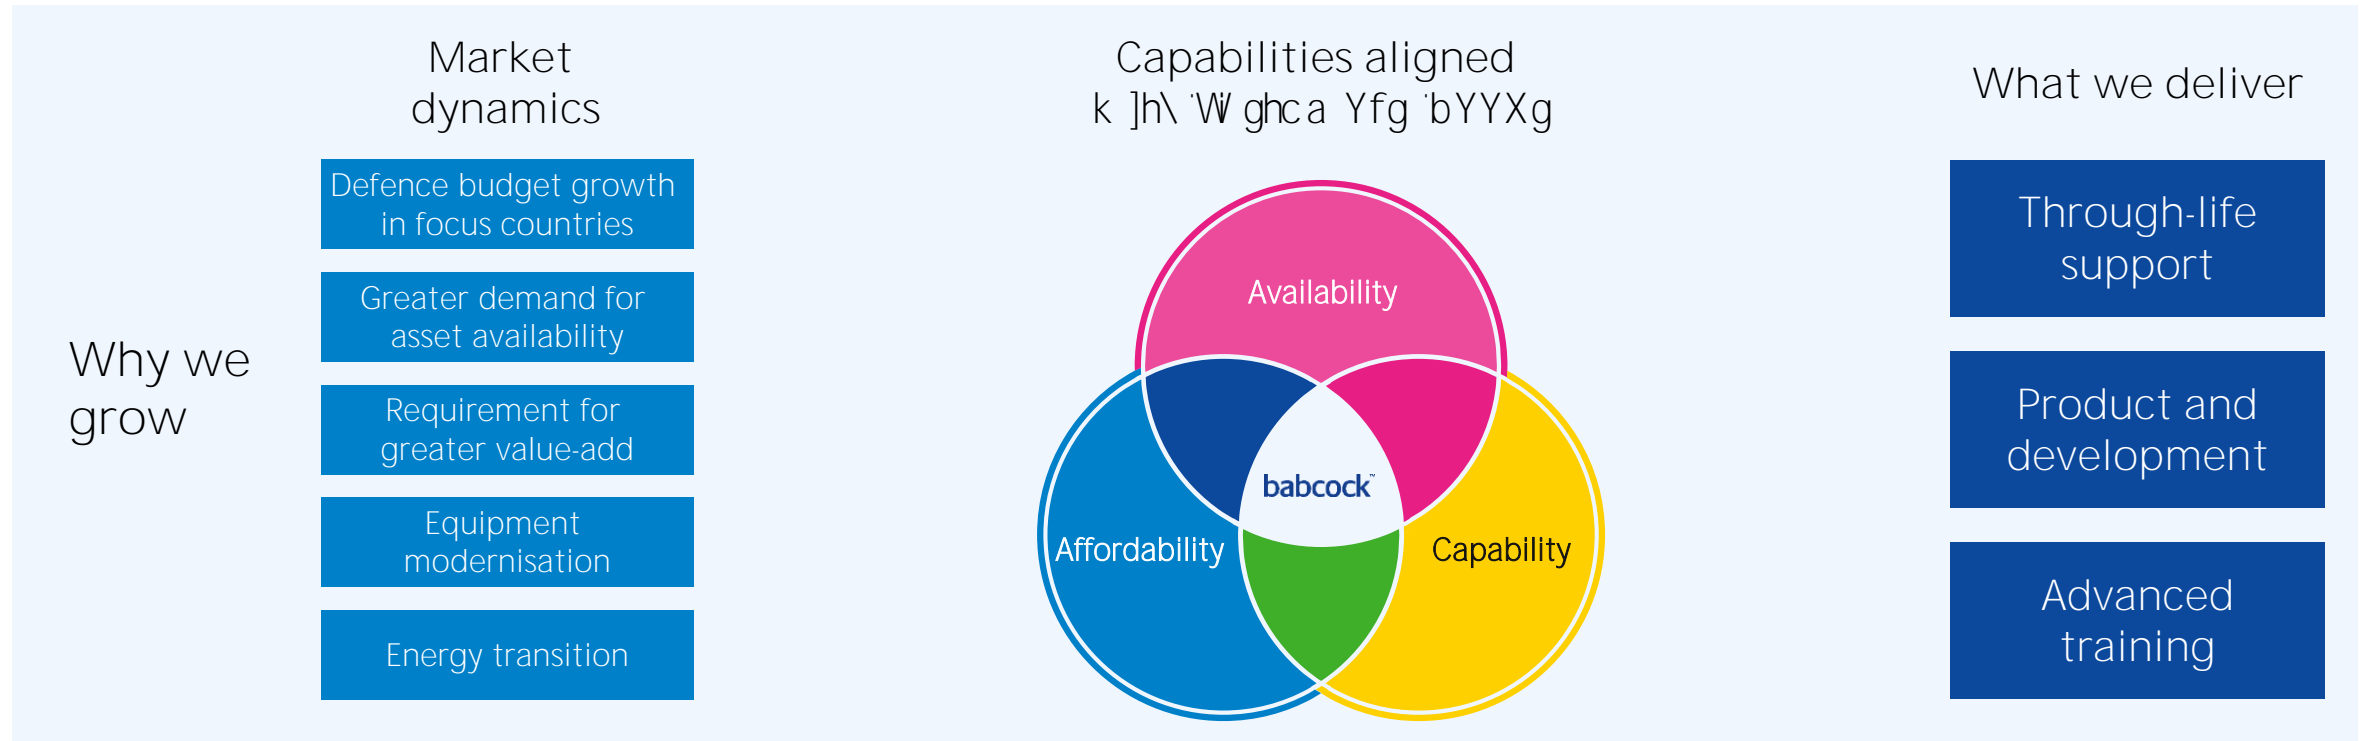 Why we
grow
Market
dynamics
Defence budget growth
in focus countries
Greater demand for
asset availability
Requirement for
greater value-add
Equipment
modernisation
Energy transition
Capabilities aligned
Availability
babcock™
Affordability
Capability
What we deliver
Through-life
support
Product and
development
Advanced
training